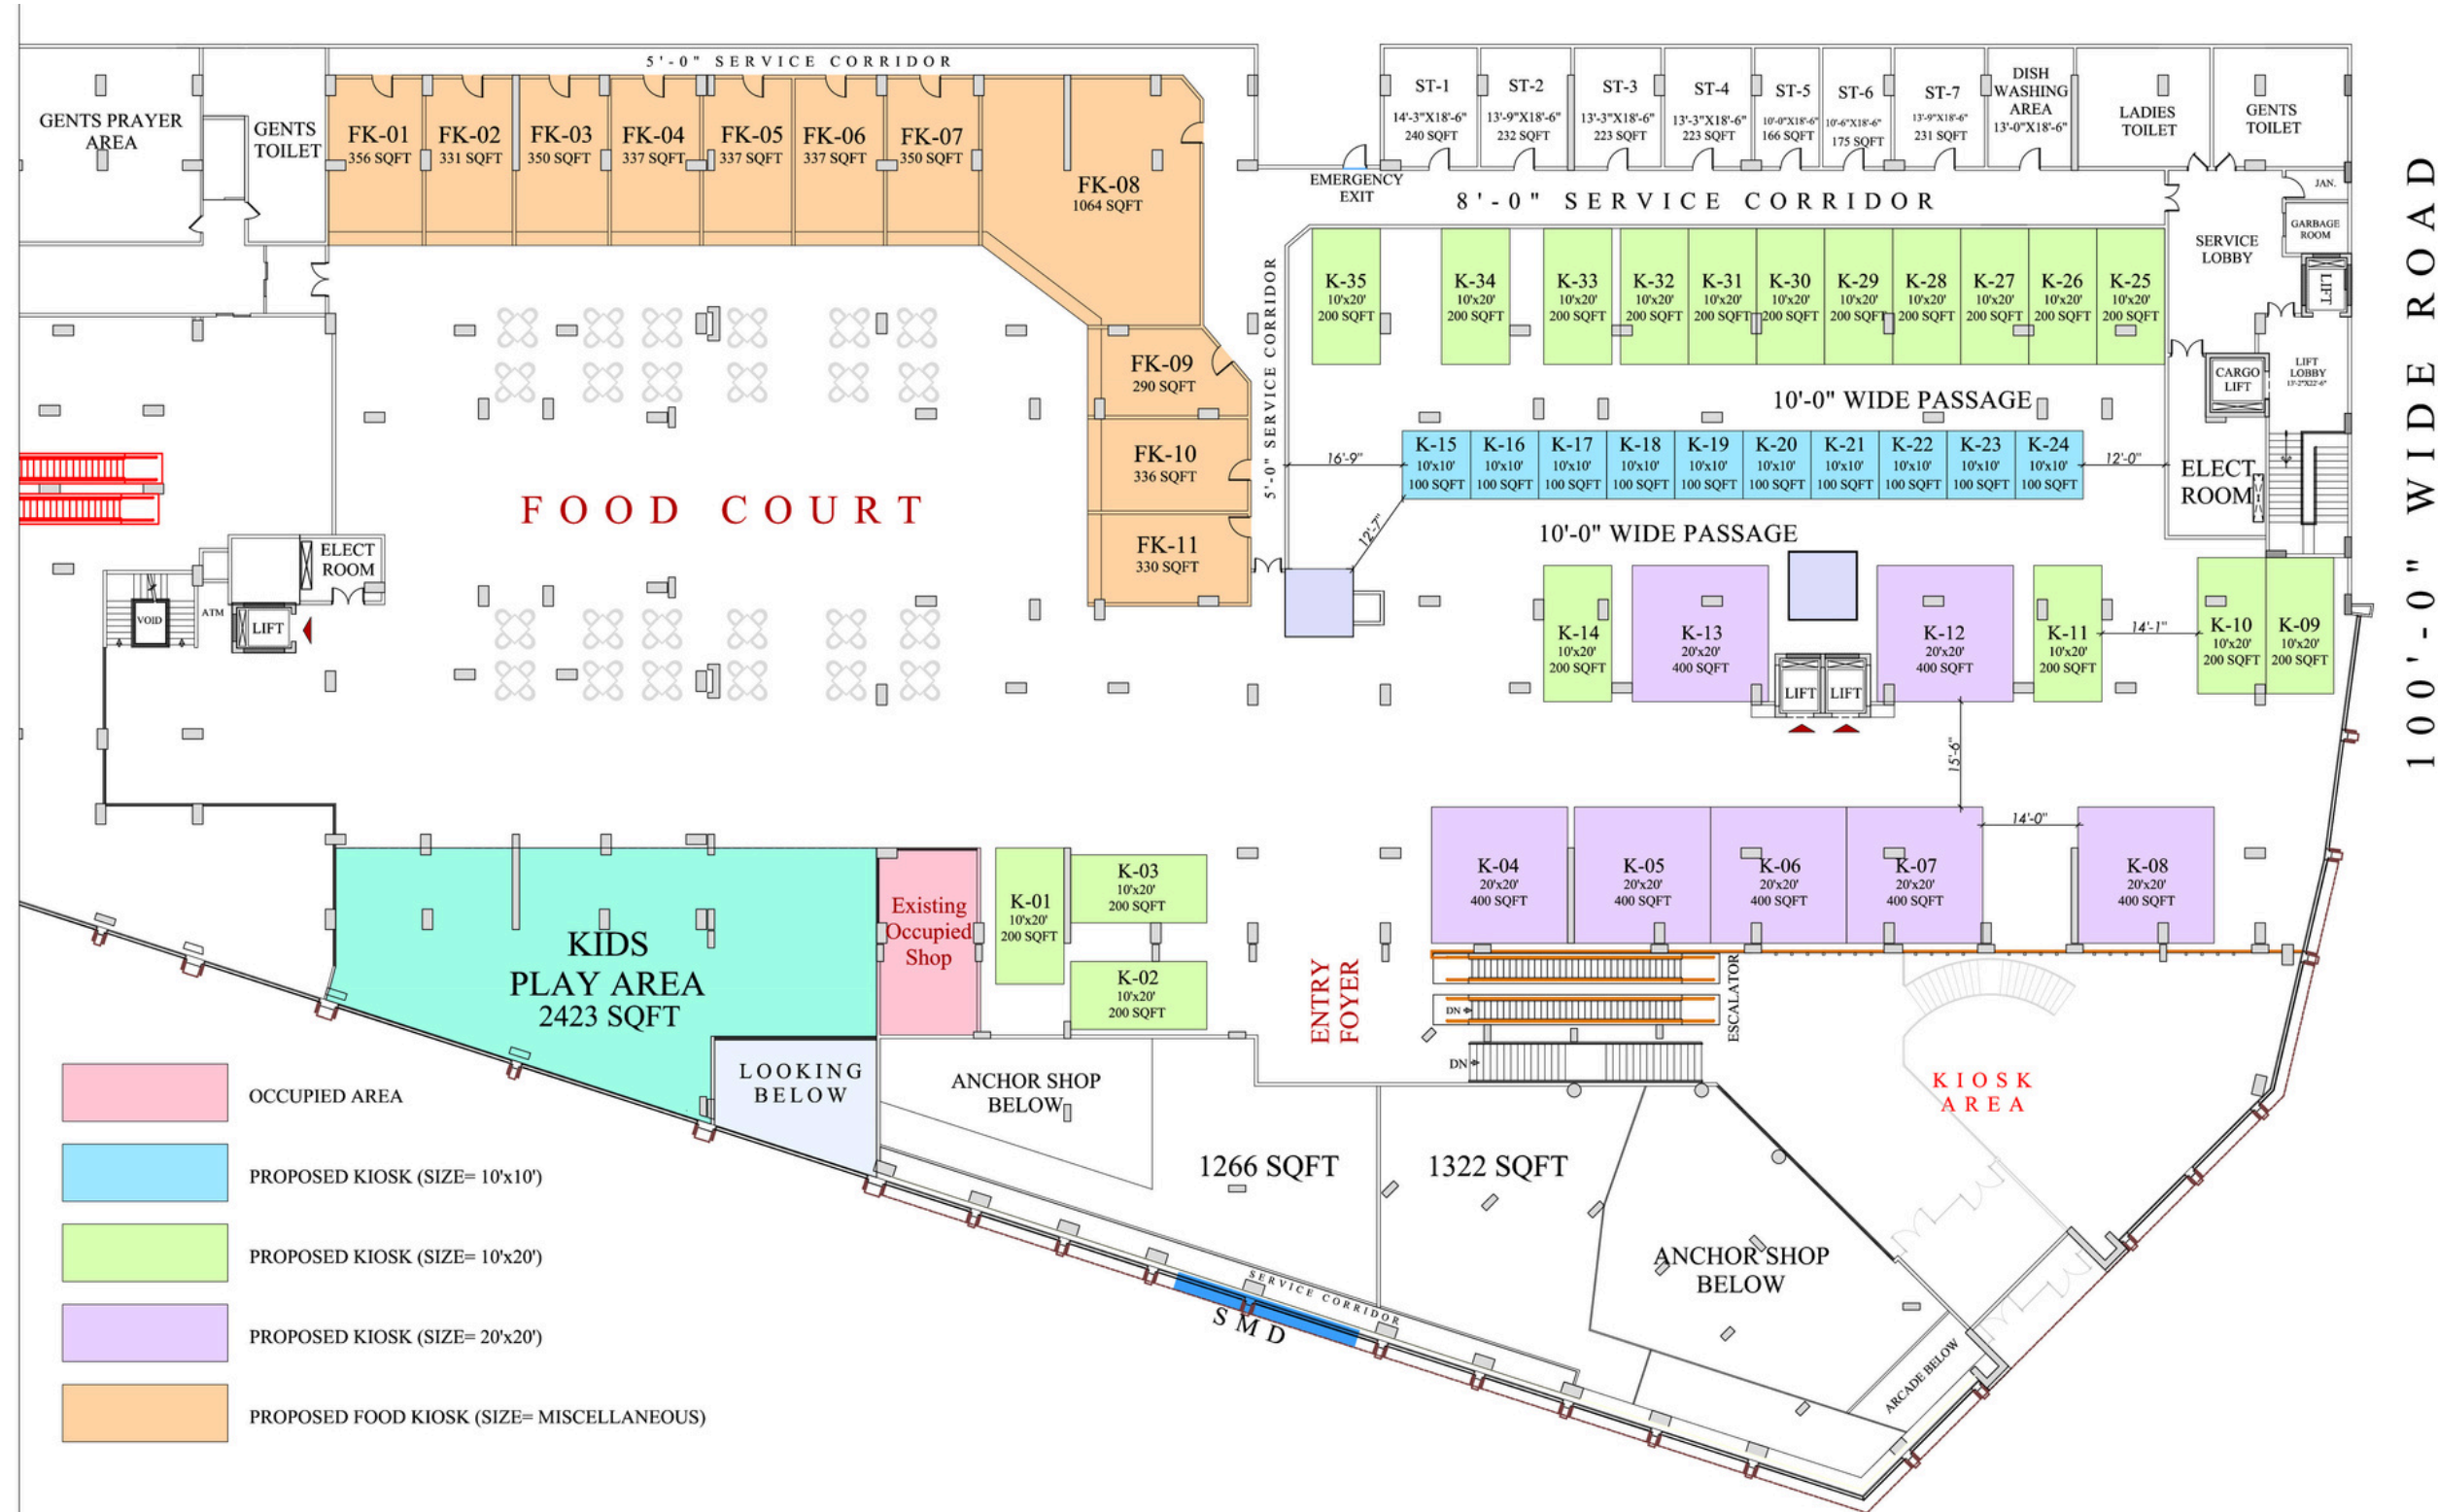 5'-0" SERVICE CORRIDOR
GENTS PRAYER
AREA
GENTS
TOILET
FK-01
356 SQFT
FK-02
331 SQFT
FK-03
350 SQFT
FK-04
337 SQFT
FK-05
337 SQFT
FK-06
337 SQFT
FK-07
350 SQFT
FK-08
1064 SQFT
FK-09
290 SQFT
FK-10
336 SQFT
FK-11
330 SQFT
5'-0" SERVICE CORRIDOR
EMERGENCY
EXIT
ST-1
14'-3"X18'-6"
240 SQFT
ST-2
13'-9"X18'-6"
232 SQFT
ST-3
13'-3"X18'-6"
223 SQFT
ST-4
13'-3"X18'-6"
223 SQFT
ST-5
10'-0"X18'-6"
166 SQFT
ST-6
10'-6"X18'-6"
175 SQFT
ST-7
13'-9"X18'-6"
231 SQFT
DISH
WASHING
AREA
13'-0"X18'-6"
LADIES
TOILET
GENTS
TOILET
8'-0" SERVICE CORRIDOR
JAN.
GARBAGE
ROOM
SERVICE
LOBBY
LIFT
LIFT
LOBBY
13'-2"X22'-6"
CARGO
LIFT
ELECT
ROOM
100'-0" WIDE ROAD
K-35
10'x20'
200 SQFT
K-34
10'x20'
200 SQFT
K-33
10'x20'
200 SQFT
K-32
10'x20'
200 SQFT
K-31
10'x20'
200 SQFT
K-30
10'x20'
200 SQFT
K-29
10'x20'
200 SQFT
K-28
10'x20'
200 SQFT
K-27
10'x20'
200 SQFT
K-26
10'x20'
200 SQFT
K-25
10'x20'
200 SQFT
10'-0" WIDE PASSAGE
16'-9"
K-15
10'x10'
100 SQFT
K-16
10'x10'
100 SQFT
K-17
10'x10'
100 SQFT
K-18
10'x10'
100 SQFT
K-19
10'x10'
100 SQFT
K-20
10'x10'
100 SQFT
K-21
10'x10'
100 SQFT
K-22
10'x10'
100 SQFT
K-23
10'x10'
100 SQFT
K-24
10'x10'
100 SQFT
12'-0"
12'-7"
10'-0" WIDE PASSAGE
FOOD COURT
ELECT
ROOM
VOID
ATM
LIFT
K-14
10'x20'
200 SQFT
K-13
20'x20'
400 SQFT
LIFT
LIFT
K-12
20'x20'
400 SQFT
K-11
10'x20'
200 SQFT
14'-1"
K-10
10'x20'
200 SQFT
K-09
10'x20'
200 SQFT
15'-6"
K-04
20'x20'
400 SQFT
K-05
20'x20'
400 SQFT
K-06
20'x20'
400 SQFT
K-07
20'x20'
400 SQFT
14'-0"
K-08
20'x20'
400 SQFT
KIDS
PLAY AREA
2423 SQFT
Existing
Occupied
Shop
K-01
10'x20'
200 SQFT
K-03
10'x20'
200 SQFT
K-02
10'x20'
200 SQFT
ENTRY
FOYER
DN
DN
ESCALATOR
KIOSK
AREA
LOOKING
BELOW
ANCHOR SHOP
BELOW
1266 SQFT
1322 SQFT
ANCHOR SHOP
BELOW
SERVICE CORRIDOR
SMD
ARCADE BELOW
OCCUPIED AREA
PROPOSED KIOSK (SIZE= 10'x10')
PROPOSED KIOSK (SIZE= 10'x20')
PROPOSED KIOSK (SIZE= 20'x20')
PROPOSED FOOD KIOSK (SIZE= MISCELLANEOUS)